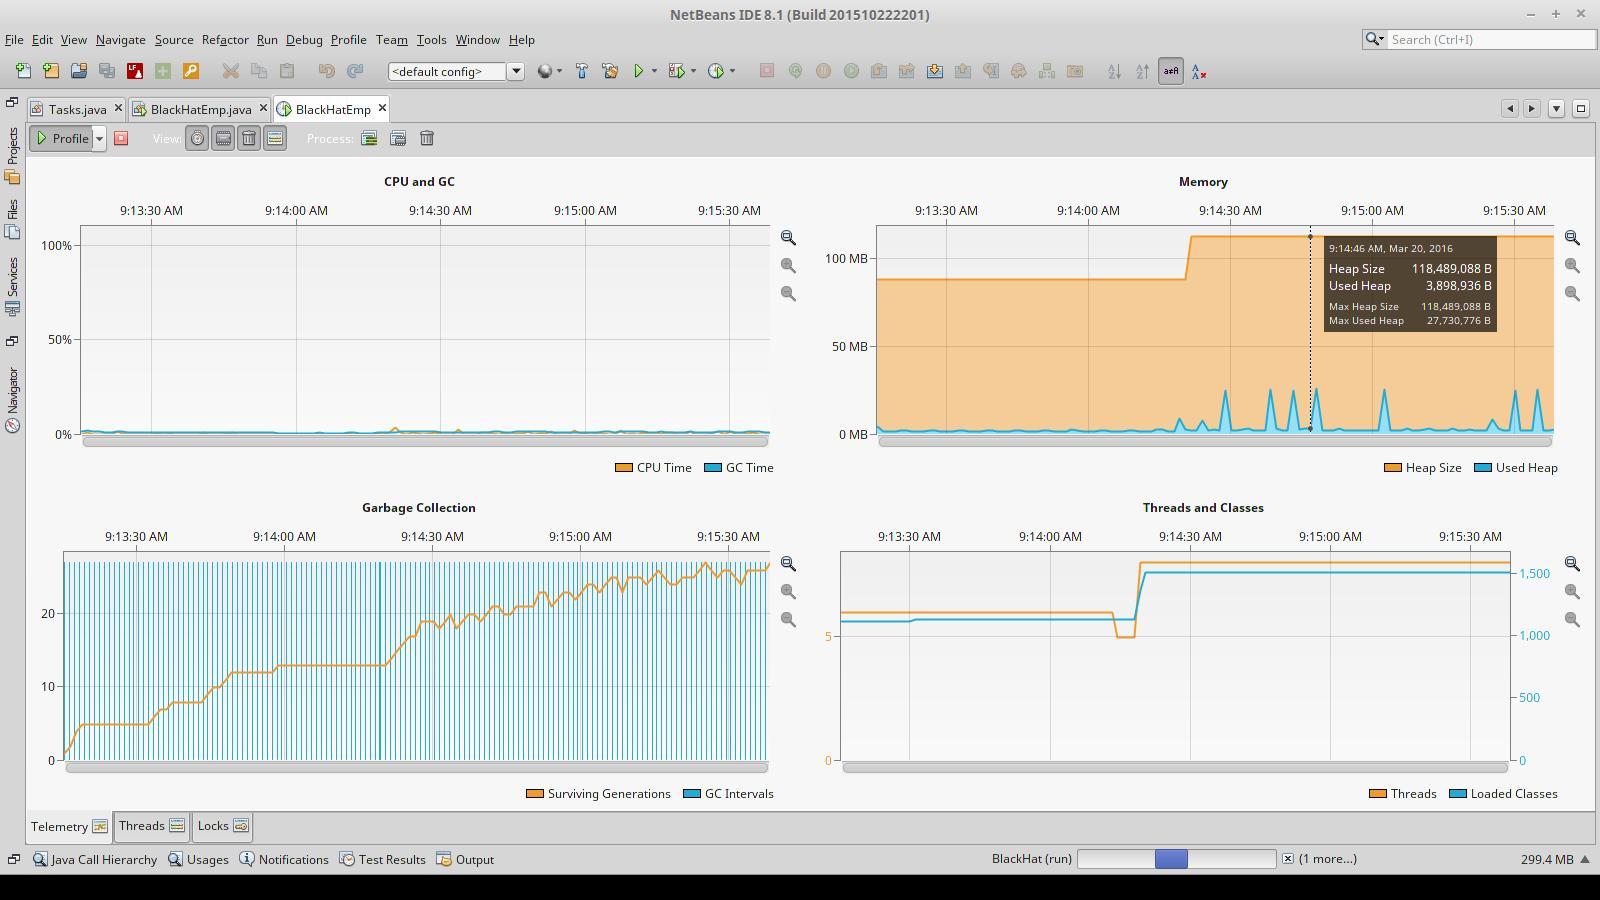 NetBeans IDE 8.1 (Build 201510222201)
File Edit View Navigate Source Refactor Run Debug Profile Team Tools Window Help
Search (Ctrl+I)
<default config>
Tasks.java
BlackHatEmp.java
BlackHatEmp
Profile
View:
Process:
Projects
Files
Services
Navigator
CPU and GC
9:13:30 AM 9:14:00 AM 9:14:30 AM 9:15:00 AM 9:15:30 AM
100%
50%
0%
CPU Time GC Time
Memory
9:13:30 AM 9:14:00 AM 9:14:30 AM 9:15:00 AM 9:15:30 AM
100 MB
50 MB
0 MB
9:14:46 AM, Mar 20, 2016
Heap Size 118,489,088 B
Used Heap 3,898,936 B
Max Heap Size 118,489,088 B
Max Used Heap 27,730,776 B
Heap Size Used Heap
Garbage Collection
9:13:30 AM 9:14:00 AM 9:14:30 AM 9:15:00 AM 9:15:30 AM
20
10
0
Surviving Generations GC Intervals
Threads and Classes
9:13:30 AM 9:14:00 AM 9:14:30 AM 9:15:00 AM 9:15:30 AM
5
0
1,500
1,000
500
0
Threads Loaded Classes
Telemetry Threads Locks
Java Call Hierarchy Usages Notifications Test Results Output
BlackHat (run) (1 more...) 299.4 MB